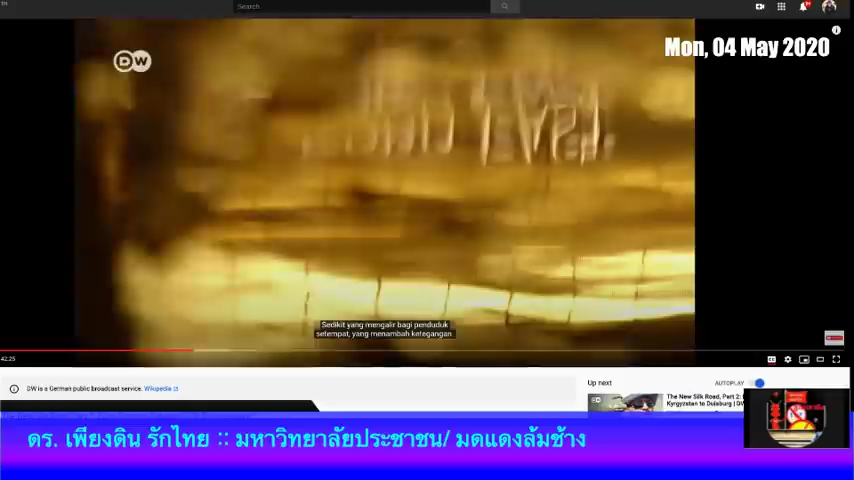 Search
DW
Mon, 04 May 2020
Sedikit yang mengalir bagi penduduk
setempat, yang menambah ketegangan
42:25
DW is a German public broadcast service. Wikipedia
Up next
AUTOPLAY
DW
The New Silk Road, Part 2:
Kyrgyzstan to Duisburg | DW
ดร. เพียงดิน รักไทย :: มหาวิทยาลัยประชาชน/ มดแดงล้มช้าง